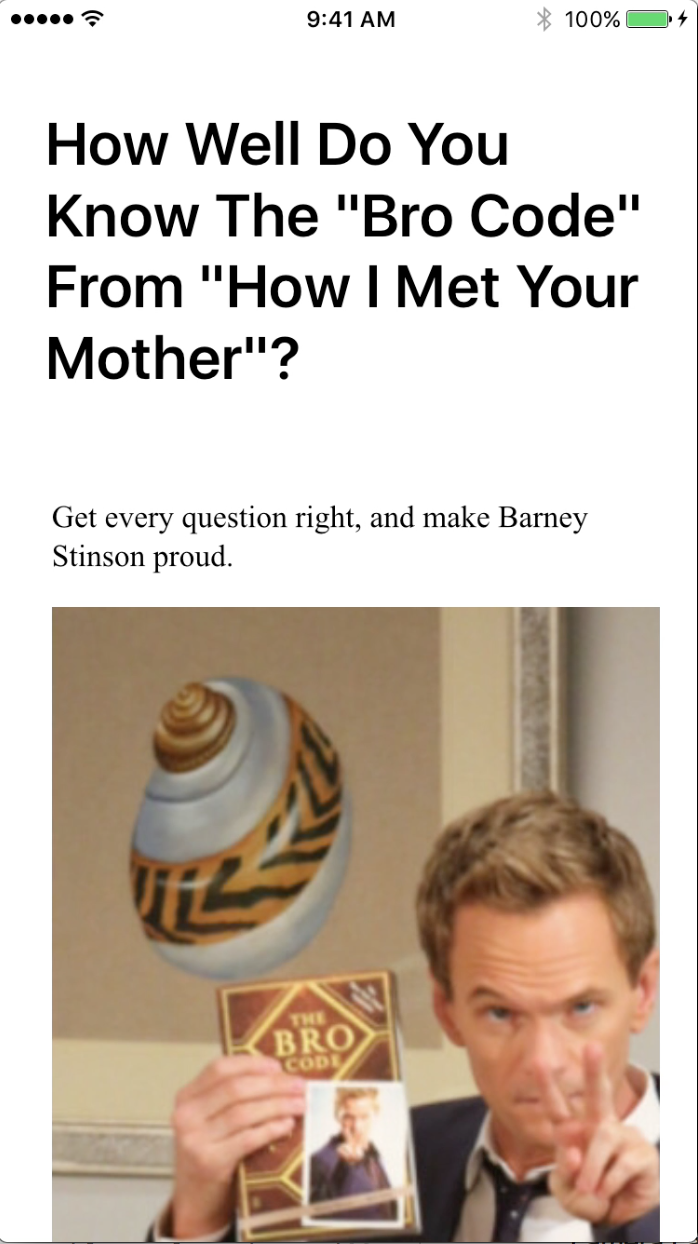 9:41 AM 100%
How Well Do You
Know The "Bro Code"
From "How I Met Your
Mother"?
Get every question right, and make Barney
Stinson proud.
THE
BRO
CODE